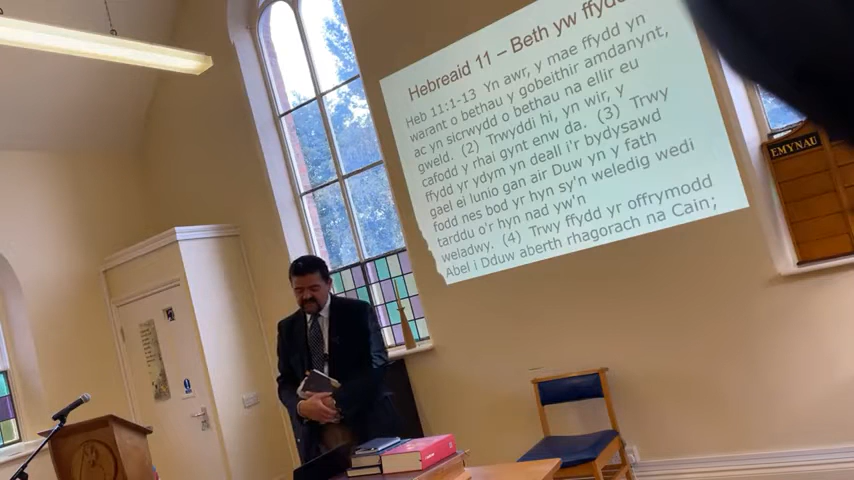 Hebreaid 11 – Beth yw ffydd
Heb 11:1-13 Yn awr, y mae ffydd yn
warant o bethau y gobeithir amdanynt,
ac yn sicrwydd o bethau na ellir eu
gweld. (2) Trwyddi hi, yn wir, y
cafodd y rhai gynt enw da. (3) Trwy
ffydd yr ydym yn deall i'r bydysawd
gael ei lunio gan air Duw yn y fath
fodd nes bod yr hyn sy'n weledig wedi
tarddu o'r hyn nad yw'n
weladwy. (4) Trwy ffydd yr offrymodd
Abel i Dduw aberth rhagorach na Cain;
EMYNAU